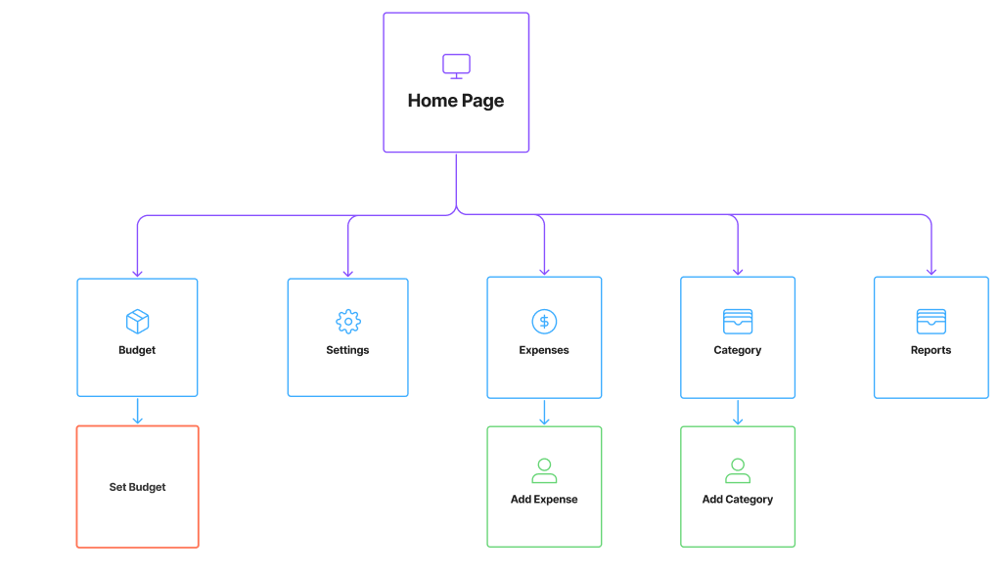 Home Page
Budget
Settings
Expenses
Category
Reports
Set Budget
Add Expense
Add Category